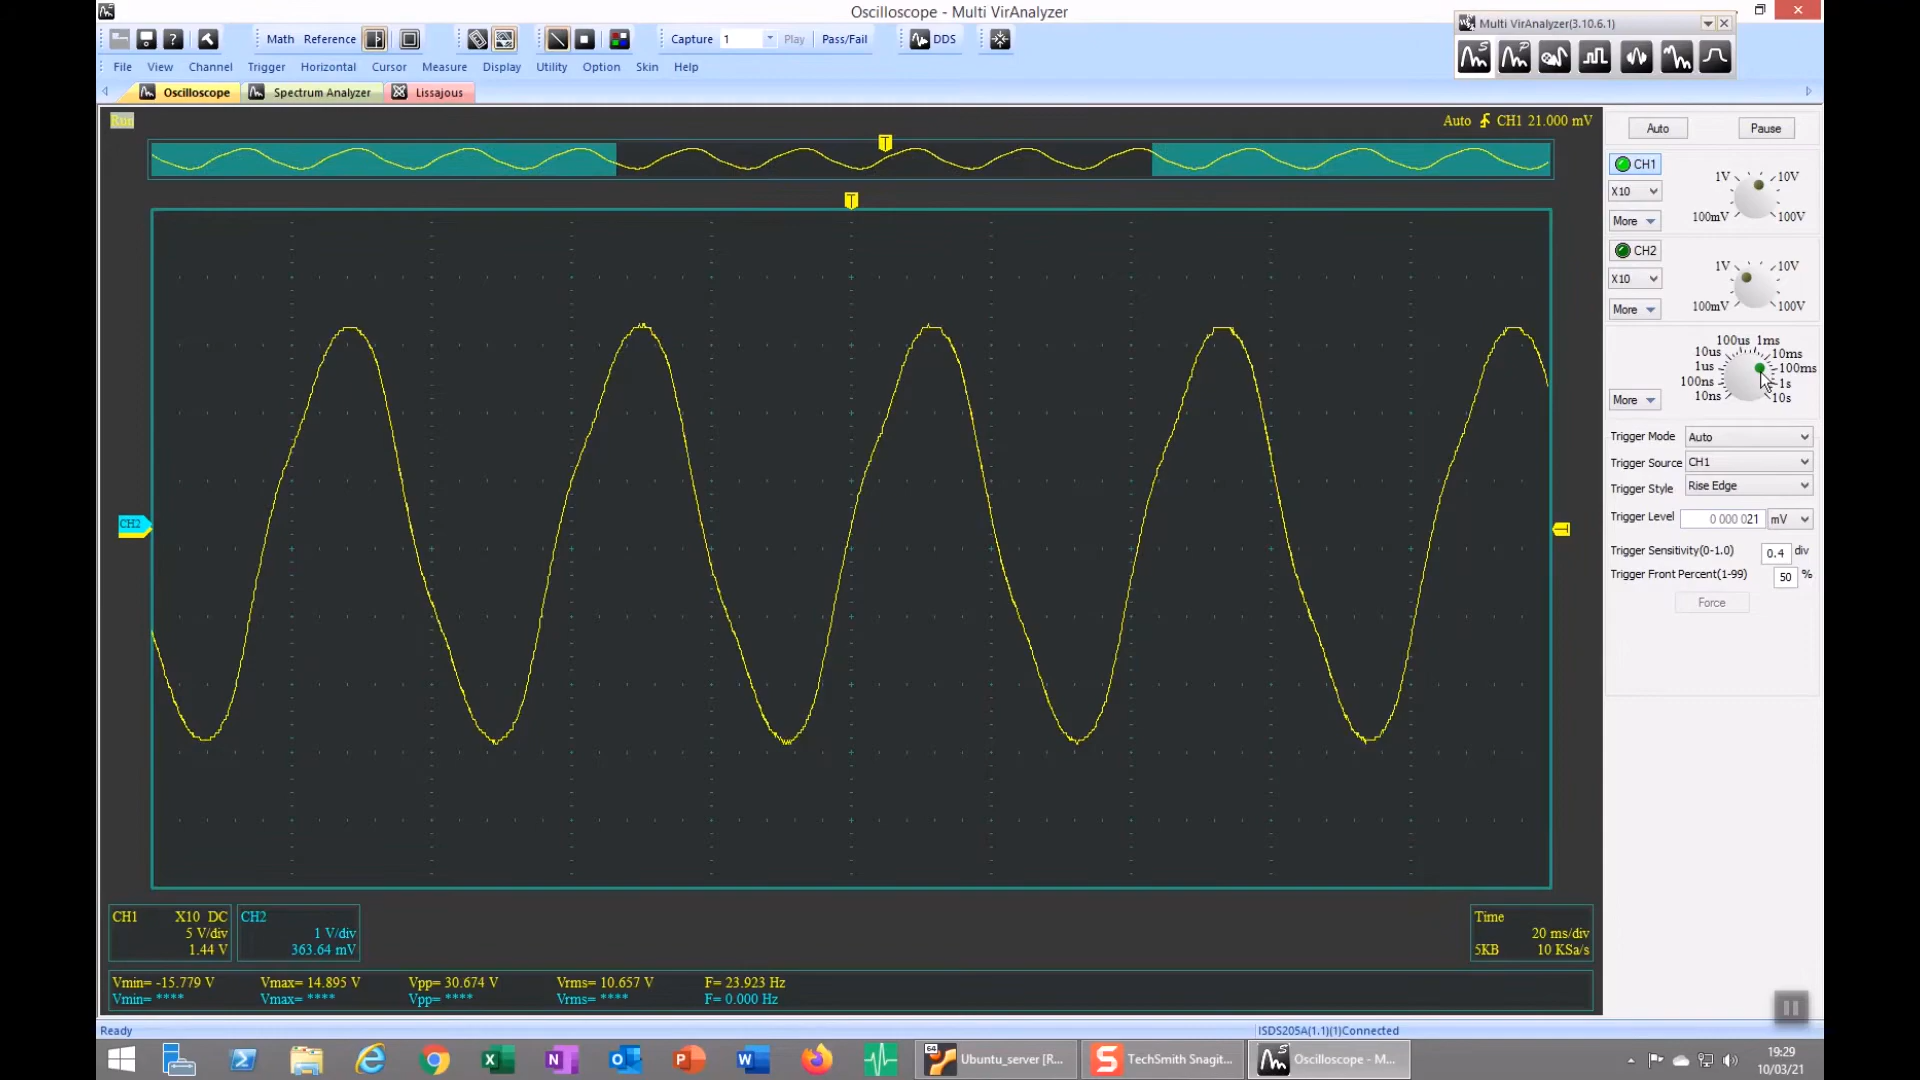 Oscilloscope - Multi VirAnalyzer
Multi VirAnalyzer(3.10.6.1)
Math Reference Capture 1 Play Pass/Fail DDS
File View Channel Trigger Horizontal Cursor Measure Display Utility Option Skin Help
Oscilloscope Spectrum Analyzer Lissajous
Run
Auto CH1 21.000 mV
T
T
Auto Pause
CH1
X10
More
1V 10V
100mV 100V
CH2
X10
More
1V 10V
100mV 100V
100us 1ms
10us 10ms
1us 100ms
100ns 1s
10ns 10s
More
Trigger Mode Auto
Trigger Source CH1
Trigger Style Rise Edge
Trigger Level 0 000 021 mV
Trigger Sensitivity(0-1.0) 0.4 div
Trigger Front Percent(1-99) 50 %
Force
CH2
CH1 X10 DC
5 V/div
1.44 V
CH2
1 V/div
363.64 mV
Time
20 ms/div
5KB 10 KSa/s
Vmin= -15.779 V Vmax= 14.895 V Vpp= 30.674 V Vrms= 10.657 V F= 23.923 Hz
Vmin= **** Vmax= **** Vpp= **** Vrms= **** F= 0.000 Hz
Ready
ISDS205A(1.1)(1)Connected
64 Ubuntu_server [R...
TechSmith Snagit...
Oscilloscope - M...
19:29
10/03/21